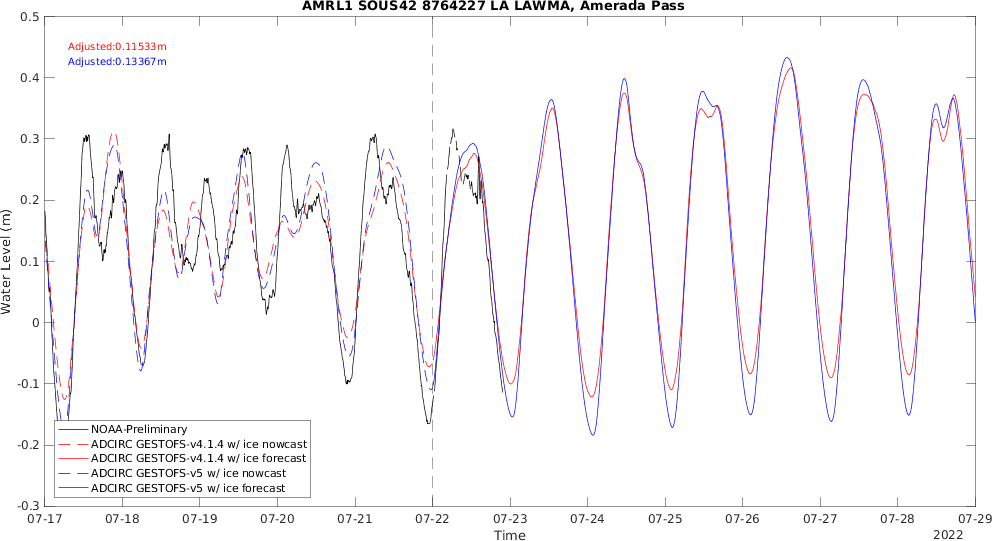 AMRL1 SOUS42 8764227 LA LAWMA, Amerada Pass
0.5
0.4
0.3
0.2
0.1
0
-0.1
-0.2
-0.3
Water Level (m)
Adjusted:0.11533m
Adjusted:0.13367m
NOAA-Preliminary
ADCIRC GESTOFS-v4.1.4 w/ ice nowcast
ADCIRC GESTOFS-v4.1.4 w/ ice forecast
ADCIRC GESTOFS-v5 w/ ice nowcast
ADCIRC GESTOFS-v5 w/ ice forecast
07-17 07-18 07-19 07-20 07-21 07-22 07-23 07-24 07-25 07-26 07-27 07-28 07-29
Time
2022